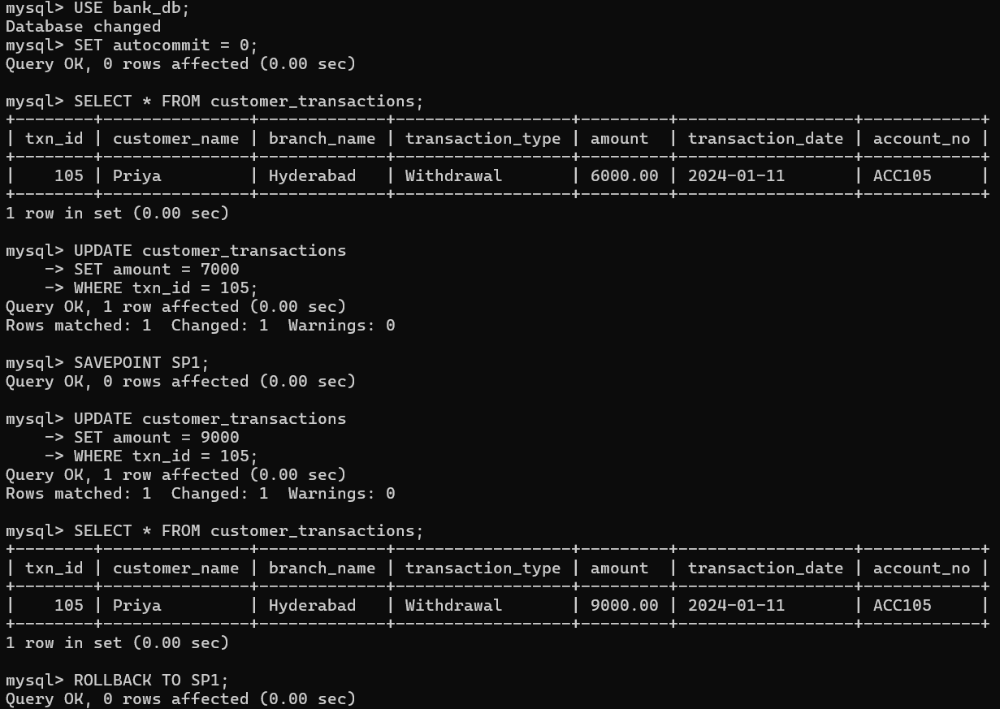 mysql> USE bank_db;
Database changed
mysql> SET autocommit = 0;
Query OK, 0 rows affected (0.00 sec)

mysql> SELECT * FROM customer_transactions;
+--------+---------------+-------------+------------------+---------+------------------+------------+
| txn_id | customer_name | branch_name | transaction_type | amount  | transaction_date | account_no |
+--------+---------------+-------------+------------------+---------+------------------+------------+
|    105 | Priya         | Hyderabad   | Withdrawal       | 6000.00 | 2024-01-11       | ACC105     |
+--------+---------------+-------------+------------------+---------+------------------+------------+
1 row in set (0.00 sec)

mysql> UPDATE customer_transactions
    -> SET amount = 7000
    -> WHERE txn_id = 105;
Query OK, 1 row affected (0.00 sec)
Rows matched: 1  Changed: 1  Warnings: 0

mysql> SAVEPOINT SP1;
Query OK, 0 rows affected (0.00 sec)

mysql> UPDATE customer_transactions
    -> SET amount = 9000
    -> WHERE txn_id = 105;
Query OK, 1 row affected (0.00 sec)
Rows matched: 1  Changed: 1  Warnings: 0

mysql> SELECT * FROM customer_transactions;
+--------+---------------+-------------+------------------+---------+------------------+------------+
| txn_id | customer_name | branch_name | transaction_type | amount  | transaction_date | account_no |
+--------+---------------+-------------+------------------+---------+------------------+------------+
|    105 | Priya         | Hyderabad   | Withdrawal       | 9000.00 | 2024-01-11       | ACC105     |
+--------+---------------+-------------+------------------+---------+------------------+------------+
1 row in set (0.00 sec)

mysql> ROLLBACK TO SP1;
Query OK, 0 rows affected (0.00 sec)